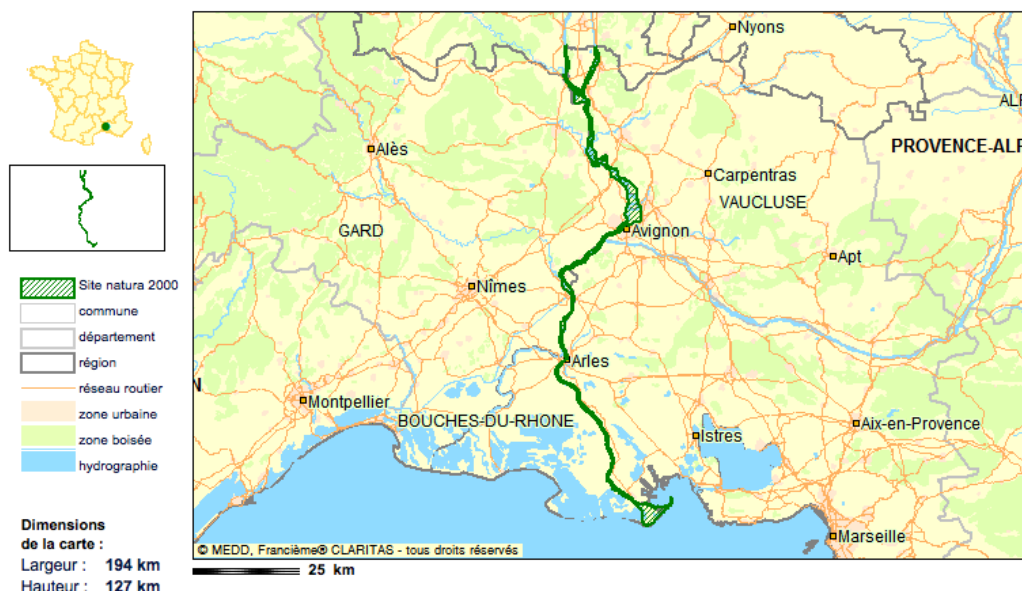 Site natura 2000
commune
département
région
réseau routier
zone urbaine
zone boisée
hydrographie
Dimensions
de la carte :
Largeur : 194 km
Hauteur : 127 km
Nyons
PROVENCE-ALP
Alès
Carpentras
VAUCLUSE
GARD
Avignon
Apt
Nîmes
Arles
Montpellier
BOUCHES-DU-RHONE
Aix-en-Provence
Istres
Marseille
© MEDD, Francième® CLARITAS - tous droits réservés
25 km